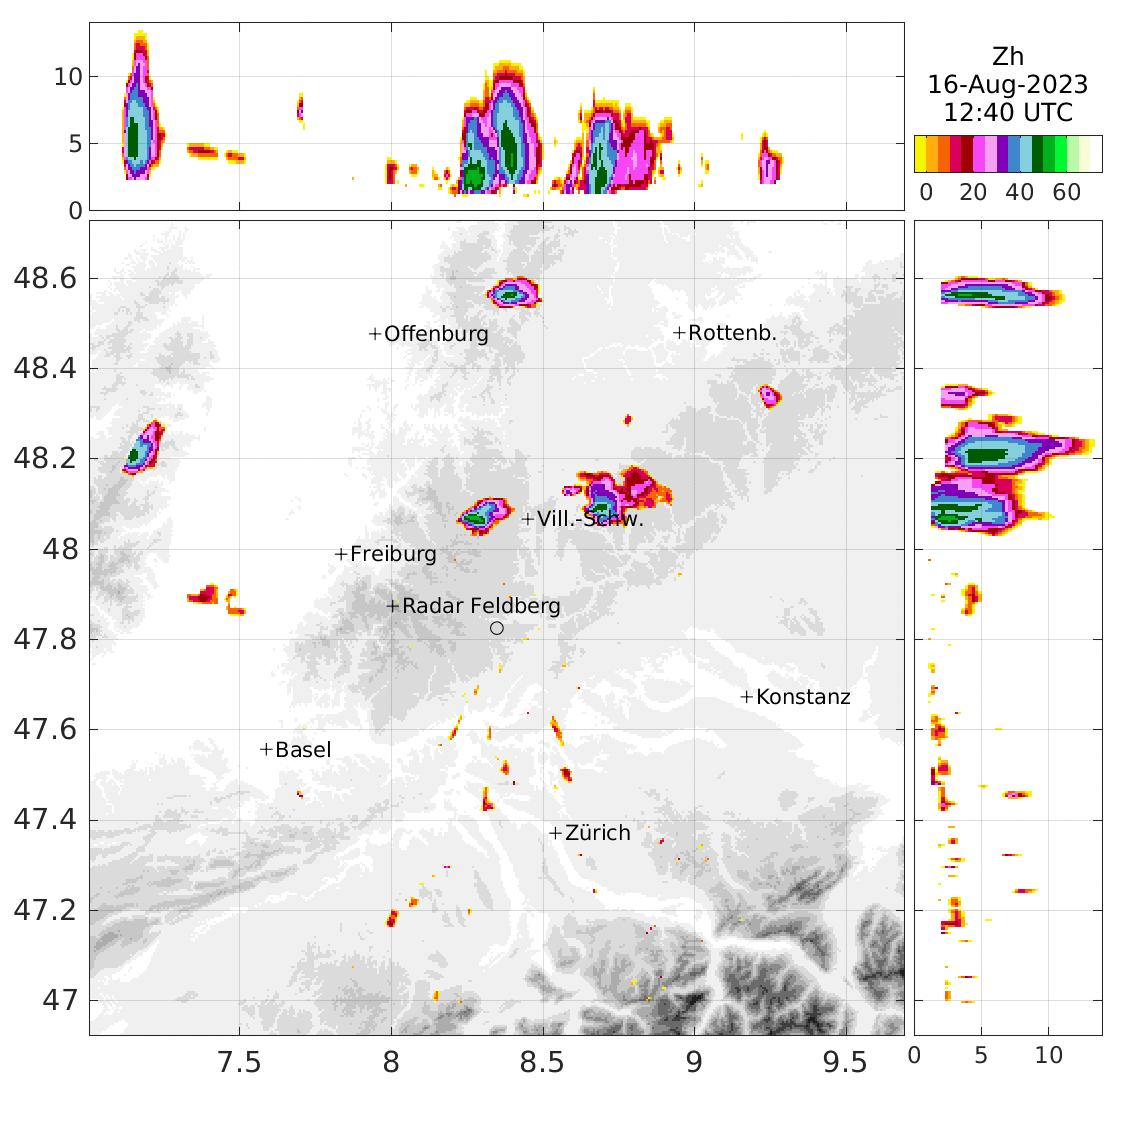 10
5
0
Zh
16-Aug-2023
12:40 UTC
0 20 40 60
48.6
48.4
48.2
48
47.8
47.6
47.4
47.2
47
+Offenburg
+Rottenb.
+Vill.-Schw.
+Freiburg
+Radar Feldberg
+Konstanz
+Basel
+Zürich
7.5 8 8.5 9 9.5
0 5 10